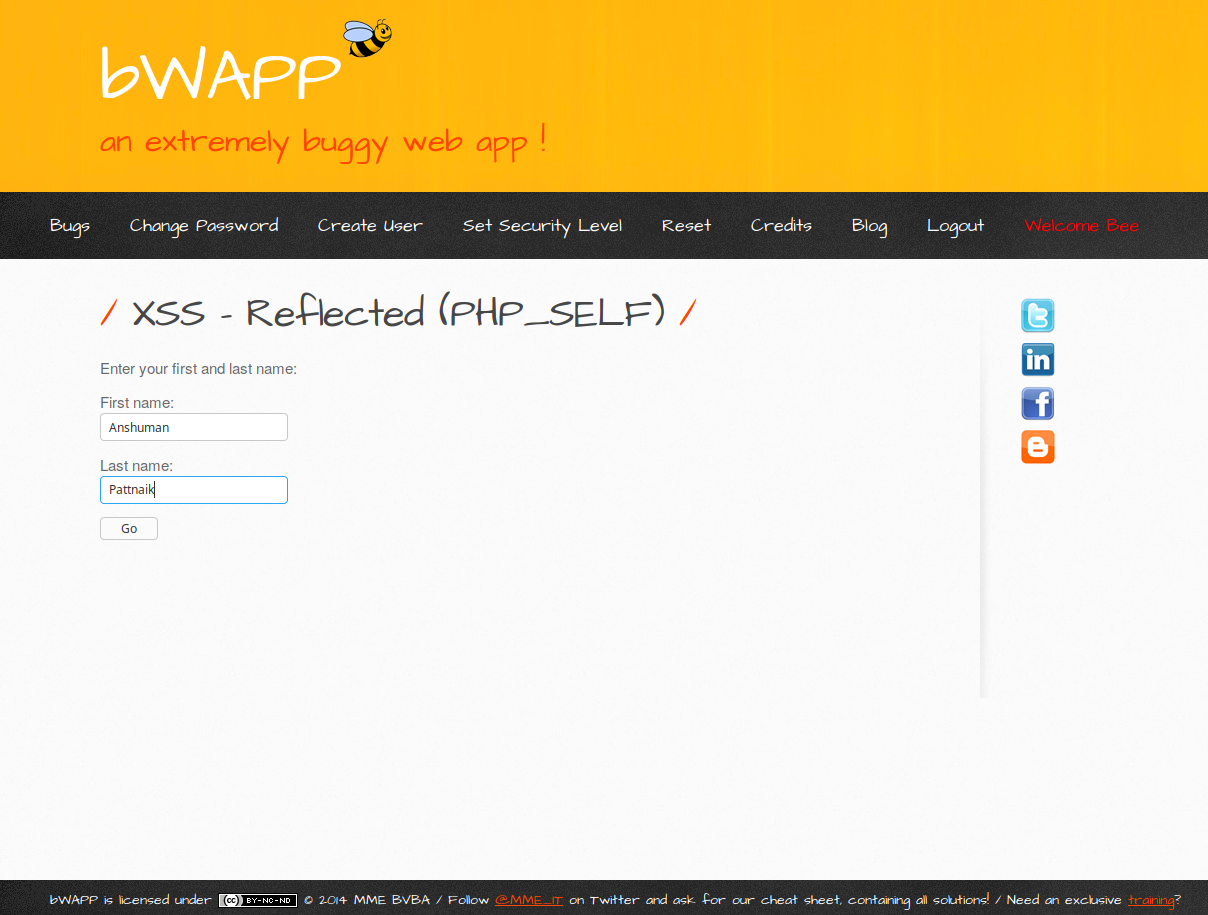 bWAPP
an extremely buggy web app !
Bugs Change Password Create User Set Security Level Reset Credits Blog Logout Welcome Bee
/ XSS - Reflected (PHP_SELF) /
Enter your first and last name:
First name:
Anshuman
Last name:
Pattnaik
Go
bWAPP is licensed under (cc) BY-NC-ND © 2014 MME BVBA / Follow @MME_IT on Twitter and ask for our cheat sheet, containing all solutions! / Need an exclusive training?